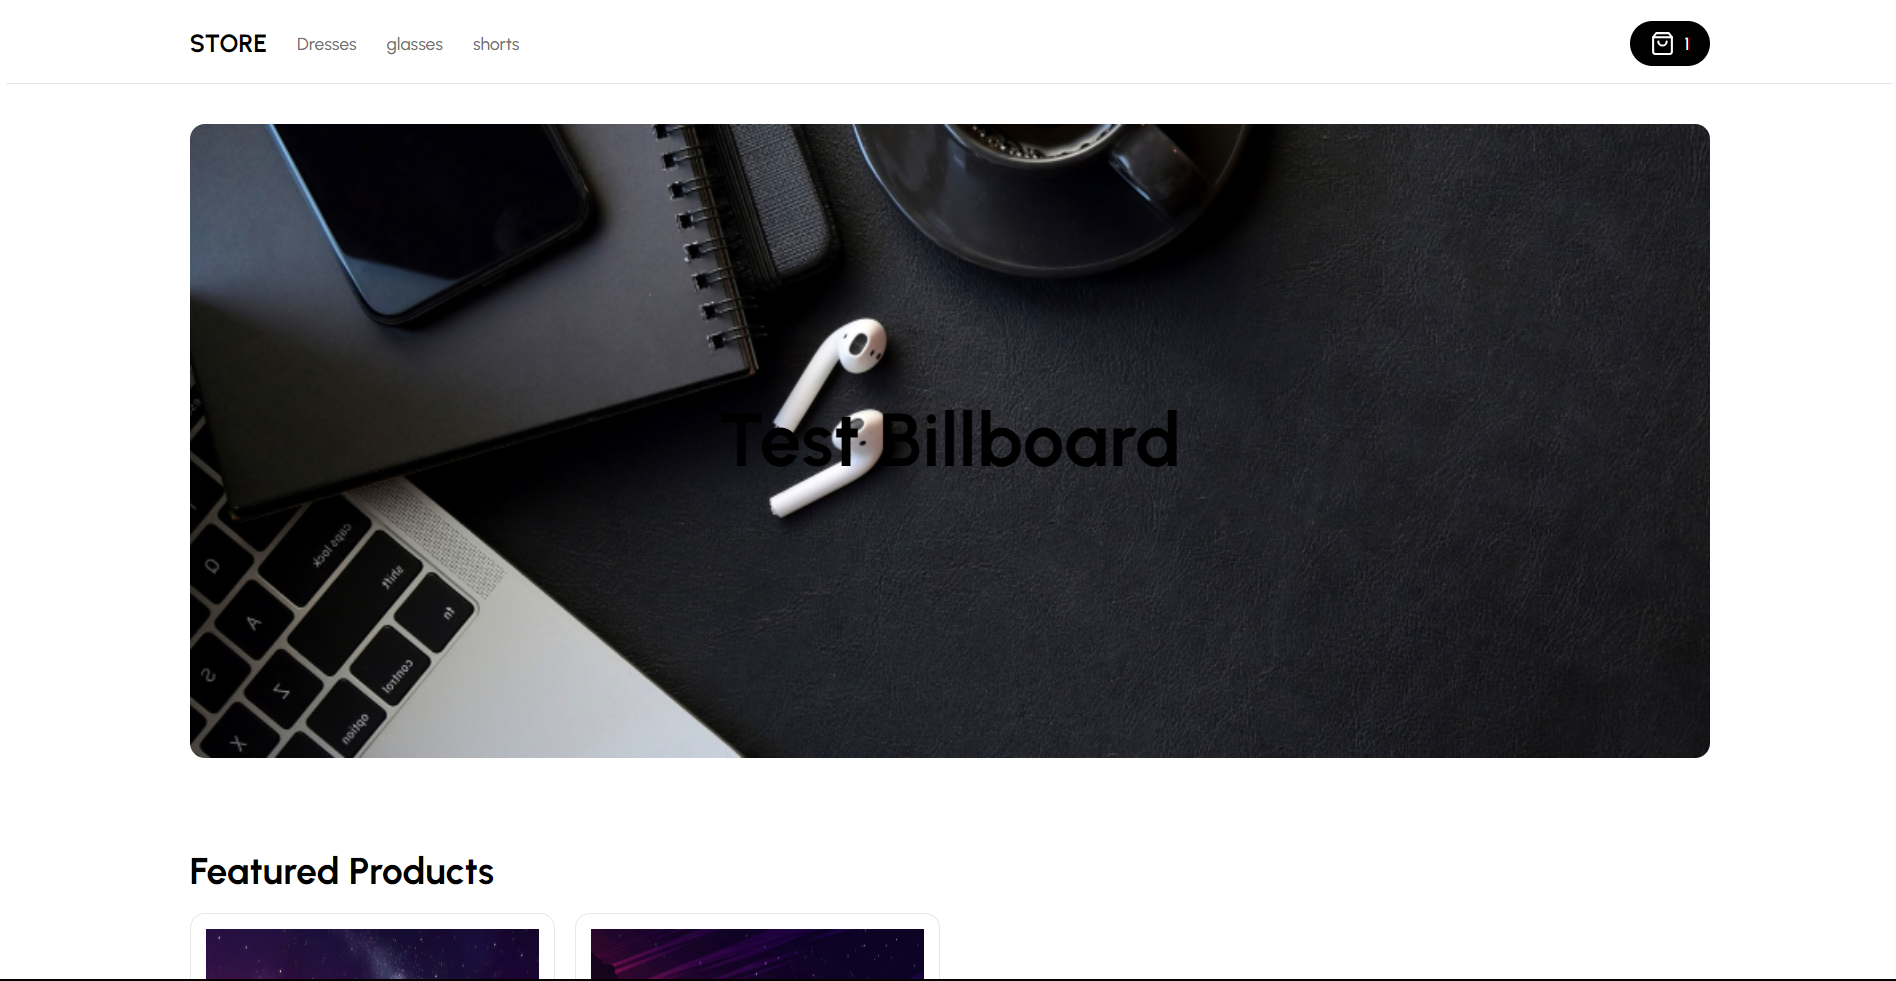 STORE Dresses glasses shorts 1
Test Billboard
caps lock
Q
shift
A
fn
S
Z
control
X
option
Featured Products